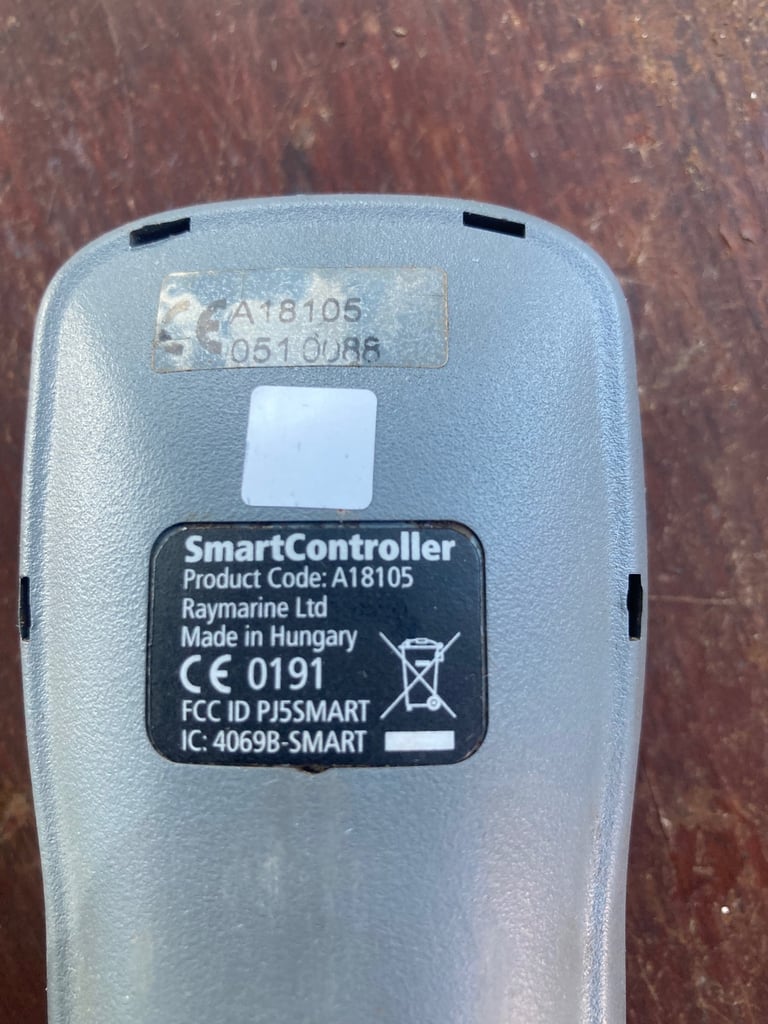 CE A18105
0510088
SmartController
Product Code: A18105
Raymarine Ltd
Made in Hungary
CE 0191
FCC ID PJ5SMART
IC: 4069B-SMART